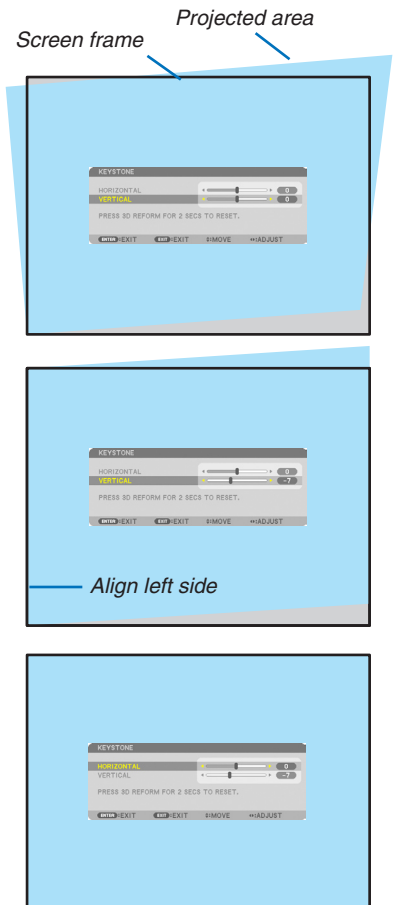 Projected area
Screen frame
KEYSTONE
HORIZONTAL 0
VERTICAL 0
PRESS 3D REFORM FOR 2 SECS TO RESET.
ENTER :EXIT EXIT :EXIT ↕:MOVE ↔:ADJUST
KEYSTONE
HORIZONTAL 0
VERTICAL -7
PRESS 3D REFORM FOR 2 SECS TO RESET.
ENTER :EXIT EXIT :EXIT ↕:MOVE ↔:ADJUST
Align left side
KEYSTONE
HORIZONTAL 0
VERTICAL -7
PRESS 3D REFORM FOR 2 SECS TO RESET.
ENTER :EXIT EXIT :EXIT ↕:MOVE ↔:ADJUST